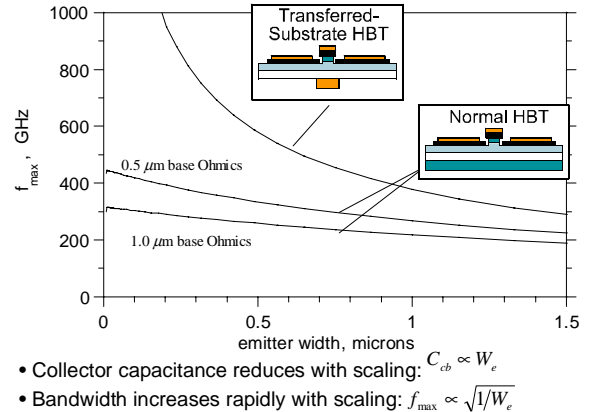 1000
800
600
400
200
0
f_max , GHz
Transferred-
Substrate HBT
Normal HBT
0.5 μm base Ohmics
1.0 μm base Ohmics
0 0.5 1 1.5
emitter width, microns
• Collector capacitance reduces with scaling: C_cb ∝ W_e
• Bandwidth increases rapidly with scaling: f_max ∝ √(1/W_e)